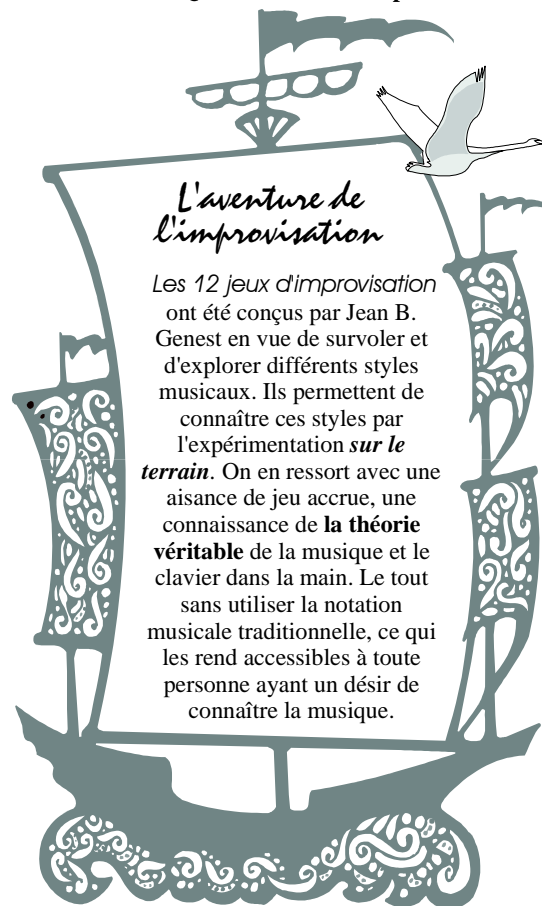 L'aventure de
l'improvisation
Les 12 jeux d'improvisation
ont été conçus par Jean B.
Genest en vue de survoler et
d'explorer différents styles
musicaux. Ils permettent de
connaître ces styles par
l'expérimentation sur le
terrain. On en ressort avec une
aisance de jeu accrue, une
connaissance de la théorie
véritable de la musique et le
clavier dans la main. Le tout
sans utiliser la notation
musicale traditionnelle, ce qui
les rend accessibles à toute
personne ayant un désir de
connaître la musique.